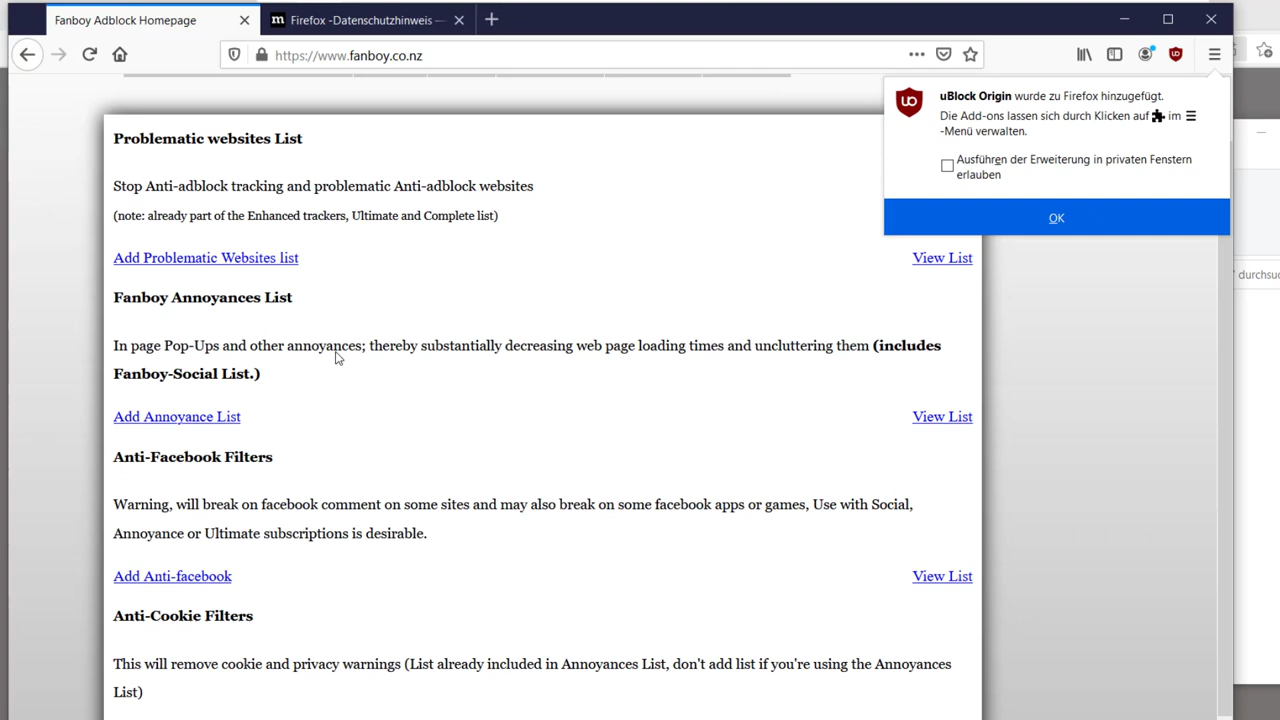 Fanboy Adblock Homepage
m Firefox -Datenschutzhinweis —
https://www.fanboy.co.nz
uBlock Origin wurde zu Firefox hinzugefügt.
Die Add-ons lassen sich durch Klicken auf im
-Menü verwalten.
Ausführen der Erweiterung in privaten Fenstern
erlauben
OK
Problematic websites List
Stop Anti-adblock tracking and problematic Anti-adblock websites
(note: already part of the Enhanced trackers, Ultimate and Complete list)
Add Problematic Websites list View List
Fanboy Annoyances List
In page Pop-Ups and other annoyances; thereby substantially decreasing web page loading times and uncluttering them (includes
Fanboy-Social List.)
Add Annoyance List View List
Anti-Facebook Filters
Warning, will break on facebook comment on some sites and may also break on some facebook apps or games, Use with Social,
Annoyance or Ultimate subscriptions is desirable.
Add Anti-facebook View List
Anti-Cookie Filters
This will remove cookie and privacy warnings (List already included in Annoyances List, don't add list if you're using the Annoyances
List)
durchsu